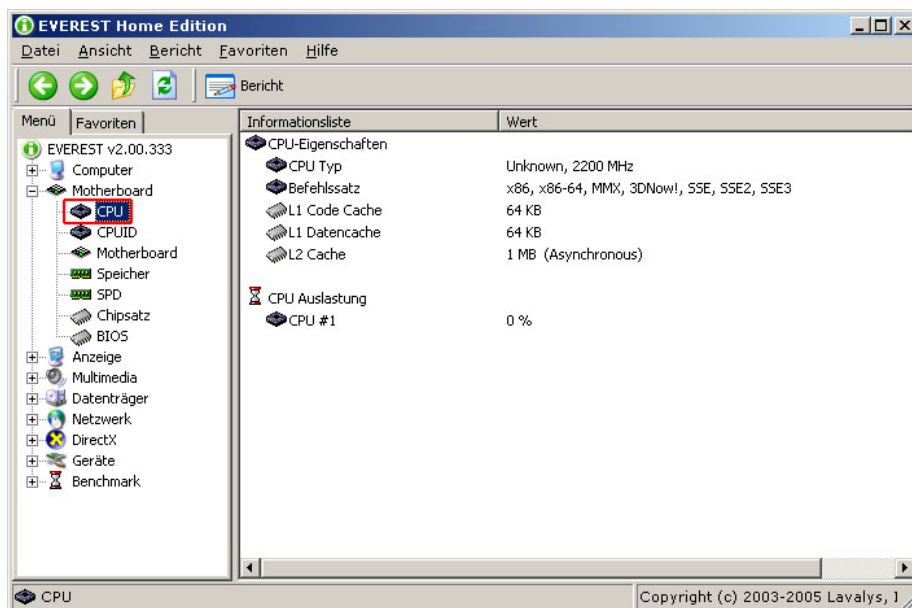 EVEREST Home Edition
Datei Ansicht Bericht Favoriten Hilfe
Bericht
Menü Favoriten
EVEREST v2.00.333
Computer
Motherboard
CPU
CPUID
Motherboard
Speicher
SPD
Chipsatz
BIOS
Anzeige
Multimedia
Datenträger
Netzwerk
DirectX
Geräte
Benchmark
Informationsliste Wert
CPU-Eigenschaften
CPU Typ Unknown, 2200 MHz
Befehlssatz x86, x86-64, MMX, 3DNow!, SSE, SSE2, SSE3
L1 Code Cache 64 KB
L1 Datencache 64 KB
L2 Cache 1 MB (Asynchronous)
CPU Auslastung
CPU #1 0 %
CPU
Copyright (c) 2003-2005 Lavalys,